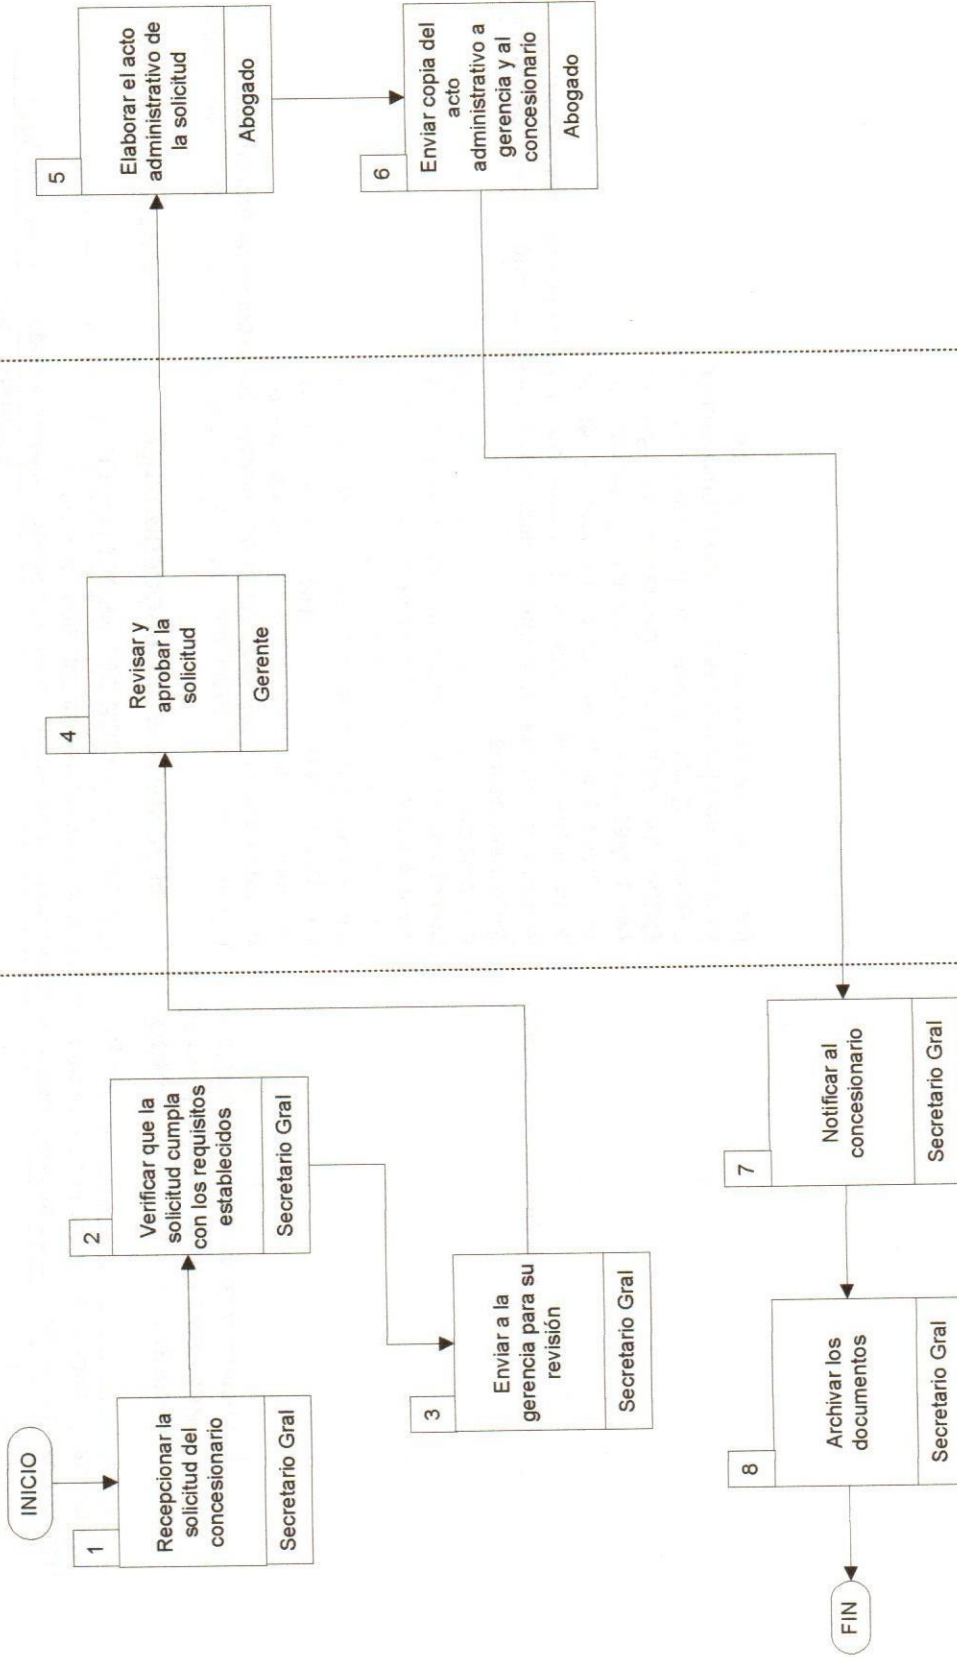 INICIO
1
Recepcionar la
solicitud del
concesionario
Secretario Gral
2
Verificar que la
solicitud cumpla
con los requisitos
establecidos
Secretario Gral
3
Enviar a la
gerencia para su
revisión
Secretario Gral
4
Revisar y
aprobar la
solicitud
Gerente
5
Elaborar el acto
administrativo de
la solicitud
Abogado
6
Enviar copia del
acto
administrativo a
gerencia y al
concesionario
Abogado
7
Notificar al
concesionario
Secretario Gral
8
Archivar los
documentos
Secretario Gral
FIN